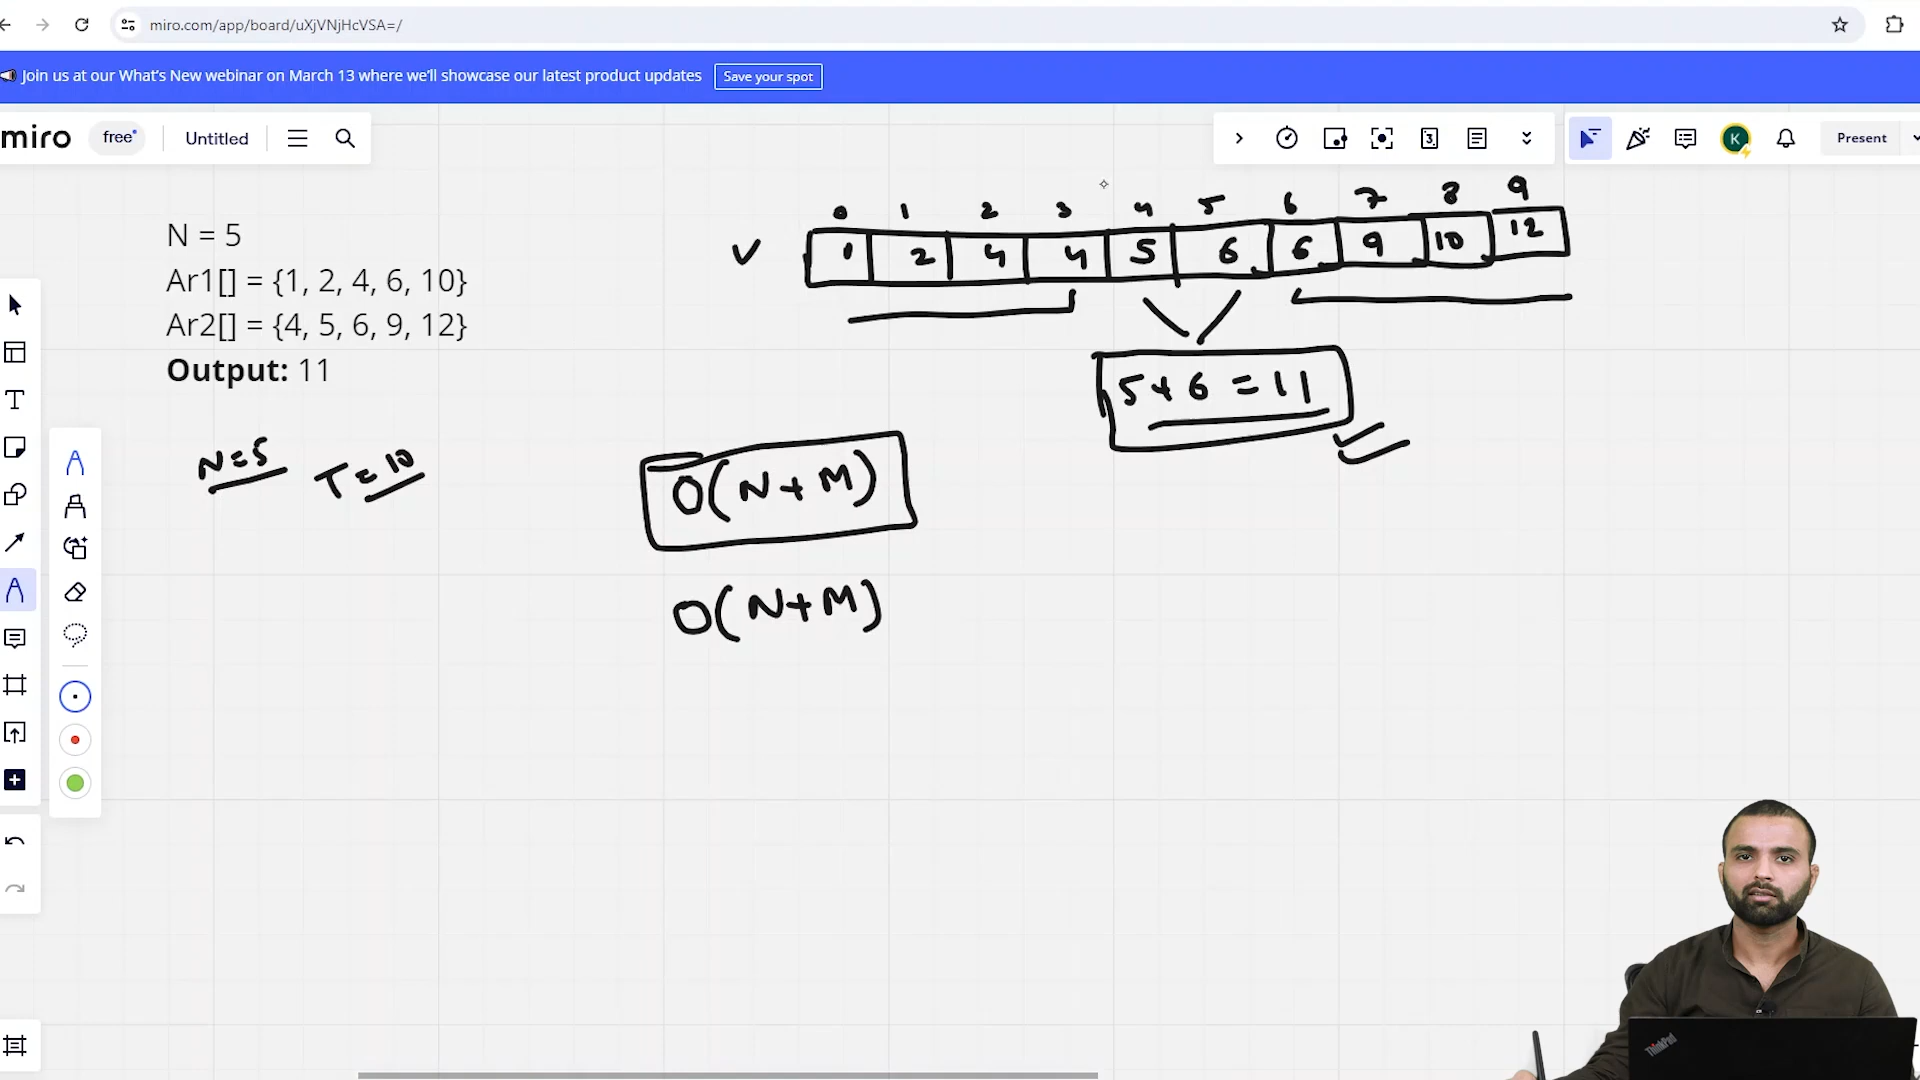 miro.com/app/board/uXjVNjHcVSA=/
Join us at our What's New webinar on March 13 where we'll showcase our latest product updates Save your spot
miro free Untitled
3
K
Present
N = 5
Ar1[] = {1, 2, 4, 6, 10}
Ar2[] = {4, 5, 6, 9, 12}
Output: 11
N=5 T=10
0 1 2 3 4 5 6 7 8 9
V 1 2 4 4 5 6 6 9 10 12
5+6=11
O(N+M)
O(N+M)
ThinkPad